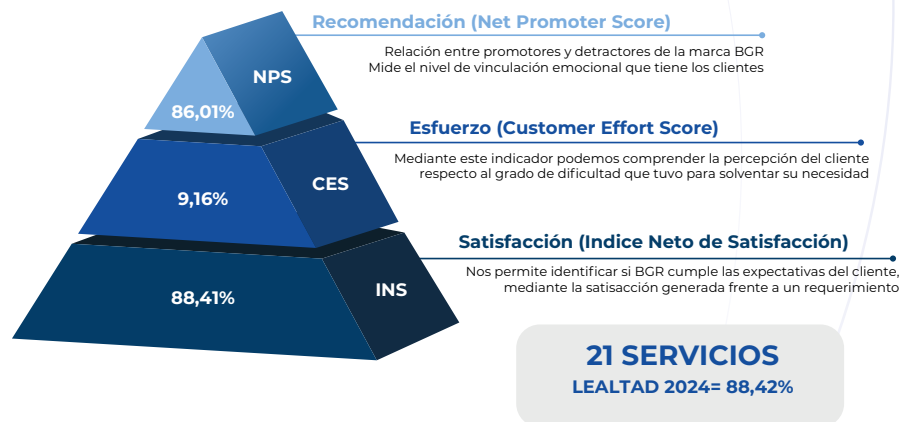 Recomendación (Net Promoter Score)
Relación entre promotores y detractores de la marca BGR
Mide el nivel de vinculación emocional que tiene los clientes
NPS
86,01%
Esfuerzo (Customer Effort Score)
Mediante este indicador podemos comprender la percepción del cliente
respecto al grado de dificultad que tuvo para solventar su necesidad
CES
9,16%
Satisfacción (Indice Neto de Satisfacción)
Nos permite identificar si BGR cumple las expectativas del cliente,
mediante la satisacción generada frente a un requerimiento
INS
88,41%
21 SERVICIOS
LEALTAD 2024= 88,42%